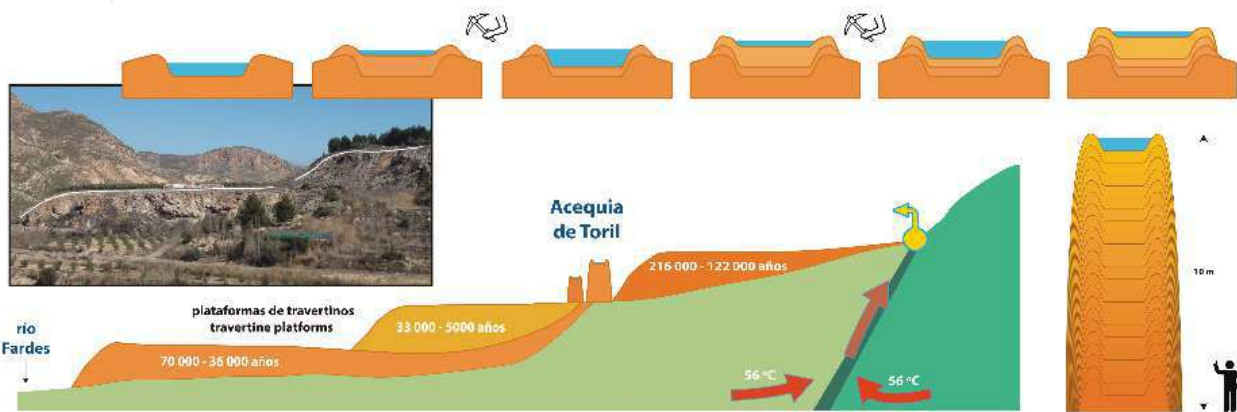 Acequia
de Toril
10 m
216 000 - 122 000 años
plataformas de travertinos
travertine platforms
33 000 - 5000 años
río
Fardes
70 000 - 36 000 años
56 ºC
56 ºC